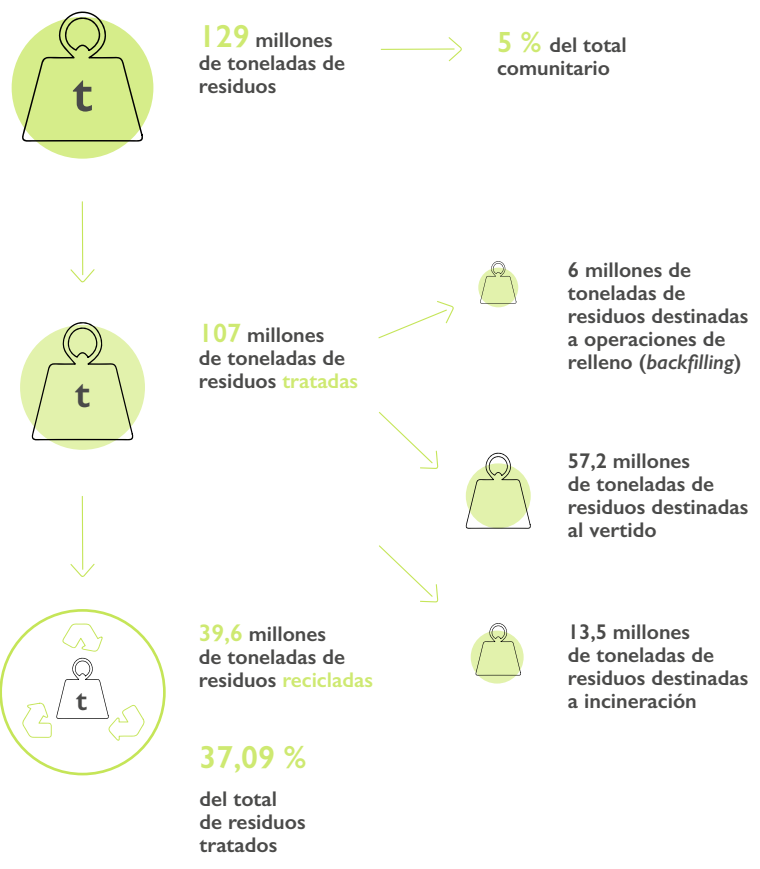 t
129 millones
de toneladas de
residuos
5 % del total
comunitario
t
107 millones
de toneladas de
residuos tratadas
6 millones de
toneladas de
residuos destinadas
a operaciones de
relleno (backfilling)
57,2 millones
de toneladas de
residuos destinadas
al vertido
t
39,6 millones
de toneladas de
residuos recicladas
13,5 millones
de toneladas de
residuos destinadas
a incineración
37,09 %
del total
de residuos
tratados